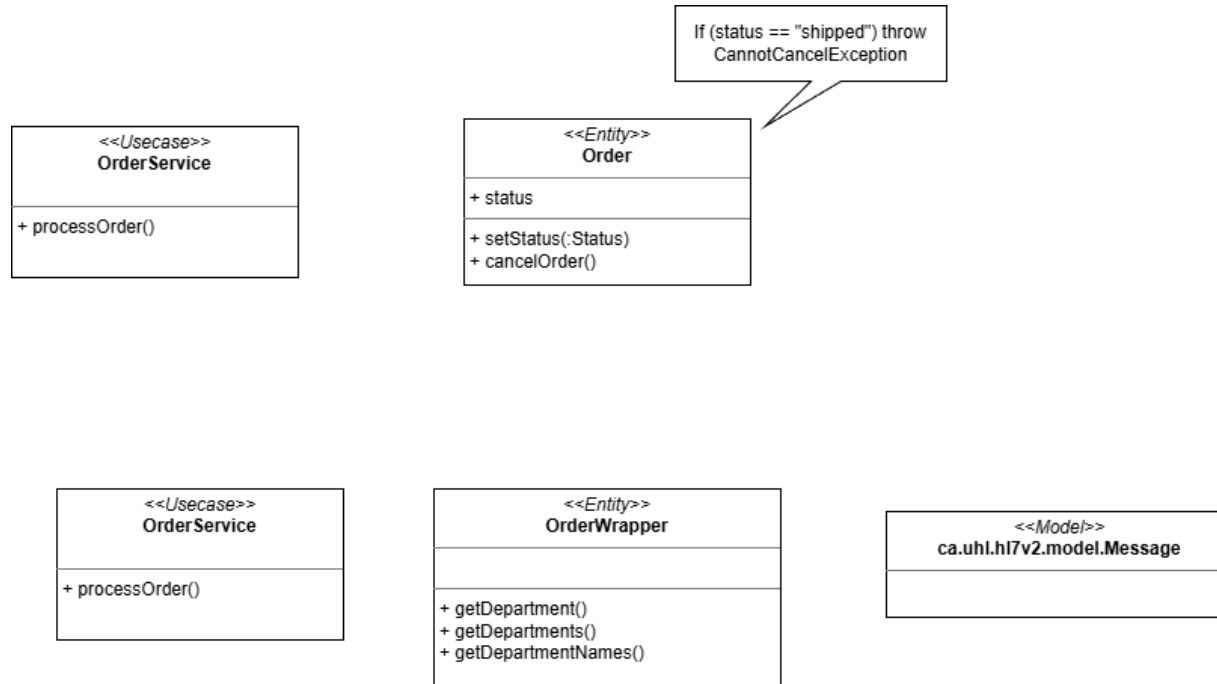 If (status == "shipped") throw
CannotCancelException
<<Usecase>>
OrderService
+ processOrder()
<<Entity>>
Order
+ status
+ setStatus(:Status)
+ cancelOrder()
<<Usecase>>
OrderService
+ processOrder()
<<Entity>>
OrderWrapper
+ getDepartment()
+ getDepartments()
+ getDepartmentNames()
<<Model>>
ca.uhl.hl7v2.model.Message